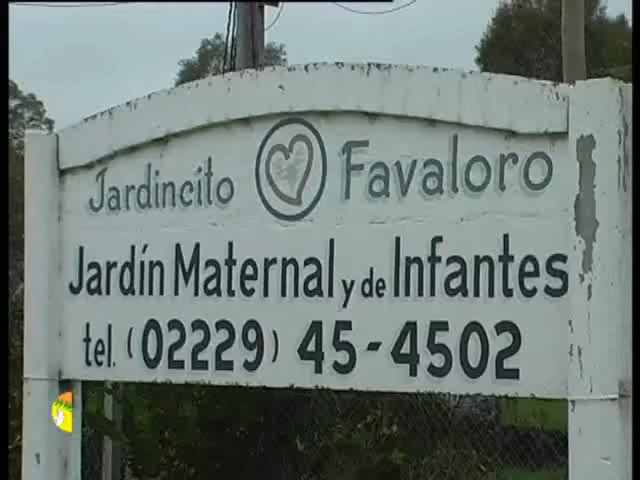 Jardincito Favaloro
Jardín Maternal y de Infantes
tel. (02229) 45-4502